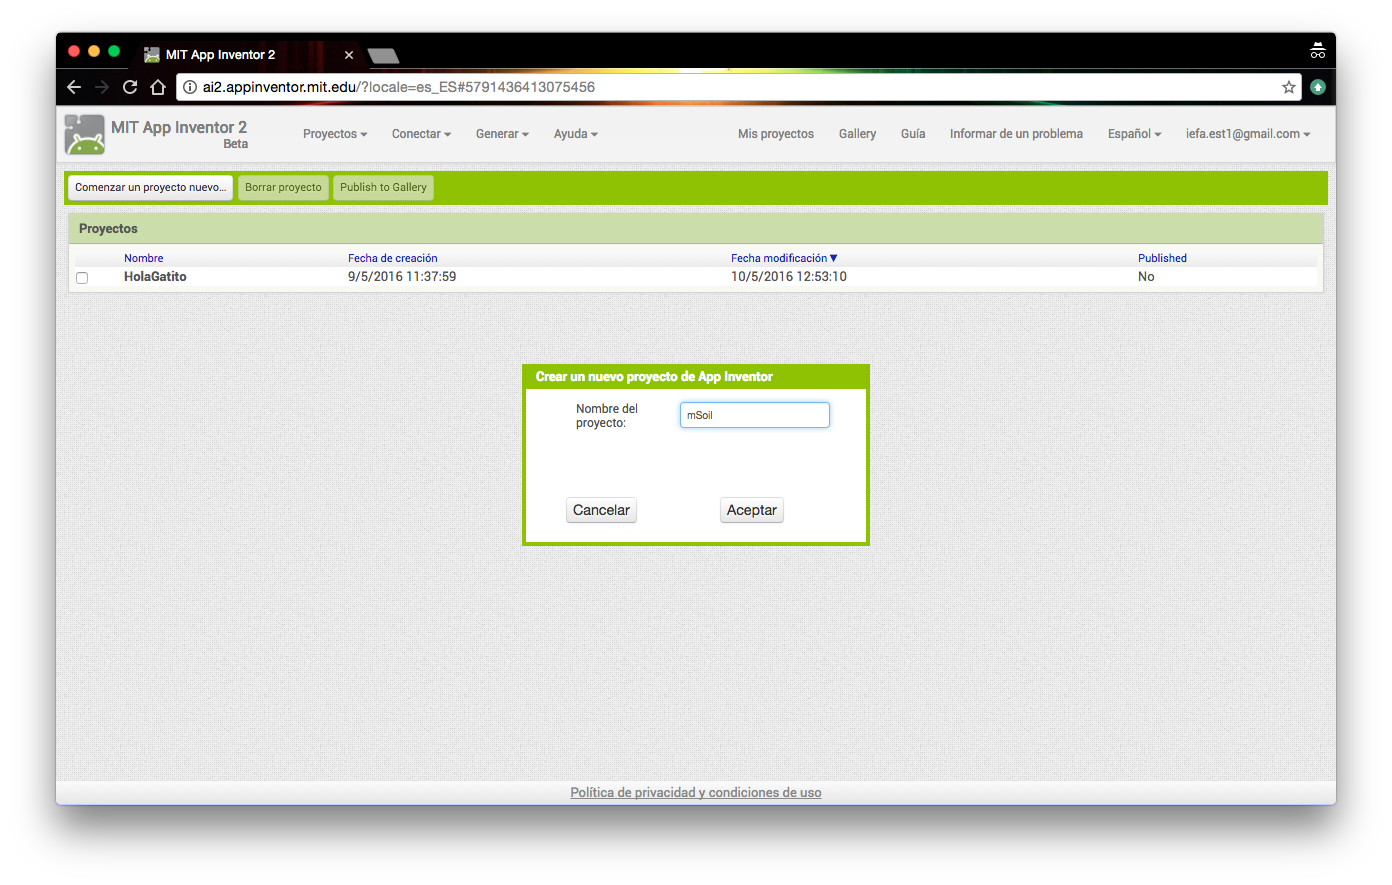 MIT App Inventor 2
ai2.appinventor.mit.edu/?locale=es_ES#5791436413075456
MIT App Inventor 2
Beta
Proyectos
Conectar
Generar
Ayuda
Mis proyectos
Gallery
Guía
Informar de un problema
Español
iefa.est1@gmail.com
Comenzar un proyecto nuevo...
Borrar proyecto
Publish to Gallery
Proyectos
Nombre
Fecha de creación
Fecha modificación▼
Published
HolaGatito
9/5/2016 11:37:59
10/5/2016 12:53:10
No
Crear un nuevo proyecto de App Inventor
Nombre del
proyecto:
mSoil
Cancelar
Aceptar
Política de privacidad y condiciones de uso